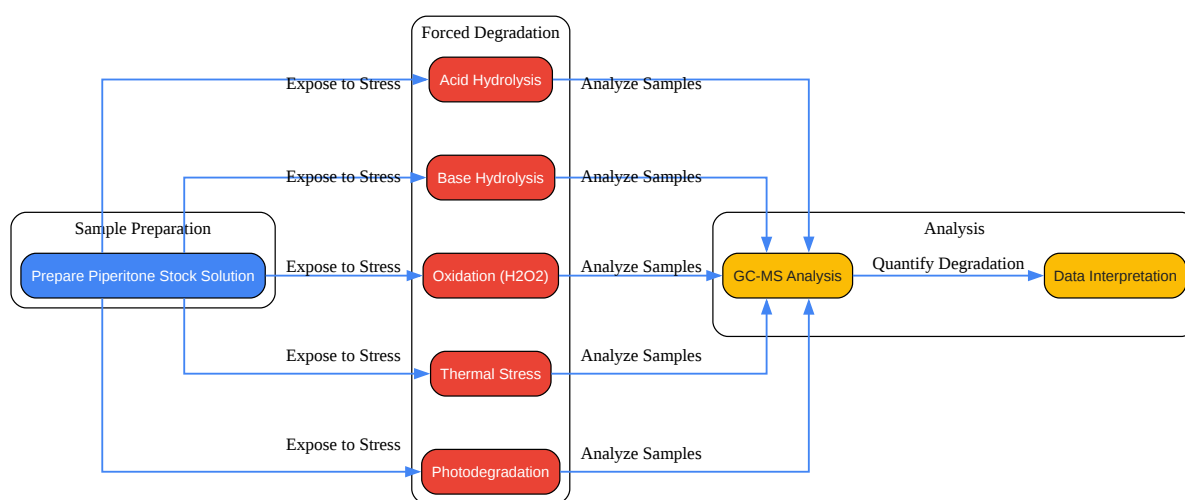 Forced Degradation
Expose to Stress
Acid Hydrolysis
Analyze Samples
Expose to Stress
Base Hydrolysis
Analyze Samples
Sample Preparation
Analysis
Prepare Piperitone Stock Solution
Expose to Stress
Oxidation (H2O2)
Analyze Samples
GC-MS Analysis
Quantify Degradation
Data Interpretation
Expose to Stress
Thermal Stress
Analyze Samples
Expose to Stress
Photodegradation
Analyze Samples